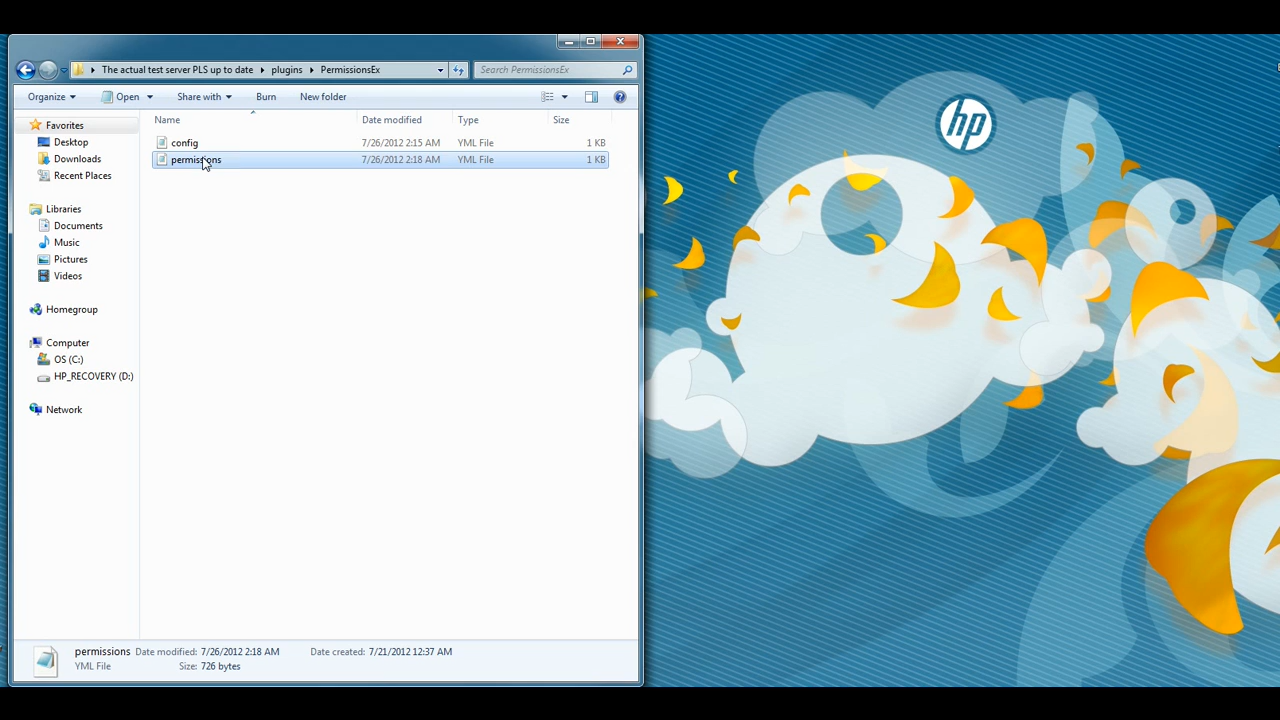 The actual test server PLS up to date plugins PermissionsEx Search PermissionsEx
Organize Open Share with Burn New folder
Name Date modified Type Size
Favorites
Desktop
Downloads
Recent Places
Libraries
Documents
Music
Pictures
Videos
Homegroup
Computer
OS (C:)
HP_RECOVERY (D:)
Network
config 7/26/2012 2:15 AM YML File 1 KB
permissions 7/26/2012 2:18 AM YML File 1 KB
permissions Date modified: 7/26/2012 2:18 AM Date created: 7/21/2012 12:37 AM
YML File Size: 726 bytes
hp